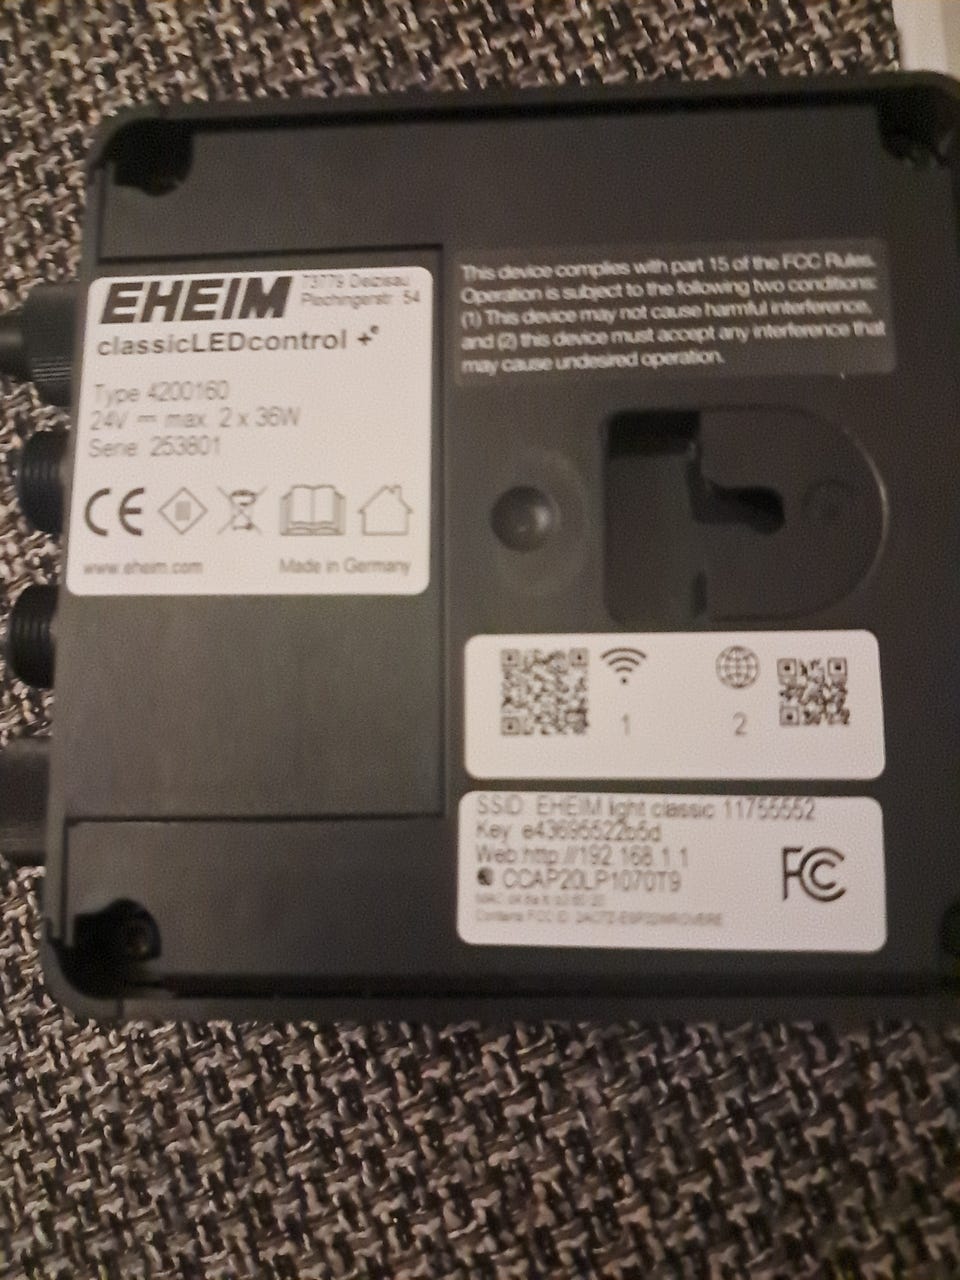 EHEIM
73779 Deizisau
Plochingerstr. 54
classicLEDcontrol +e
Type 4200160
24V max. 2 x 36W
Serie 253801
CE
www.eheim.com
Made in Germany
This device complies with part 15 of the FCC Rules.
Operation is subject to the following two conditions:
(1) This device may not cause harmful interference,
and (2) this device must accept any interference that
may cause undesired operation.
1
2
SSID: EHEIM light classic 11755552
Key: e43695522b5d
Web:http://192.168.1.1
CCAP20LP1070T9
FC
Contains FCC ID: